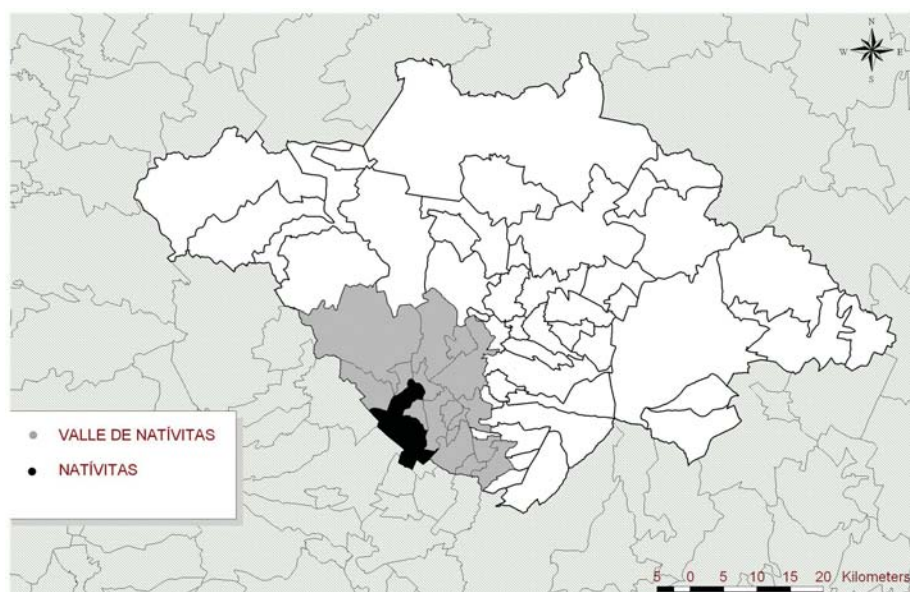 N
W E
S
VALLE DE NATÍVITAS
NATÍVITAS
5 0 5 10 15 20 Kilometers